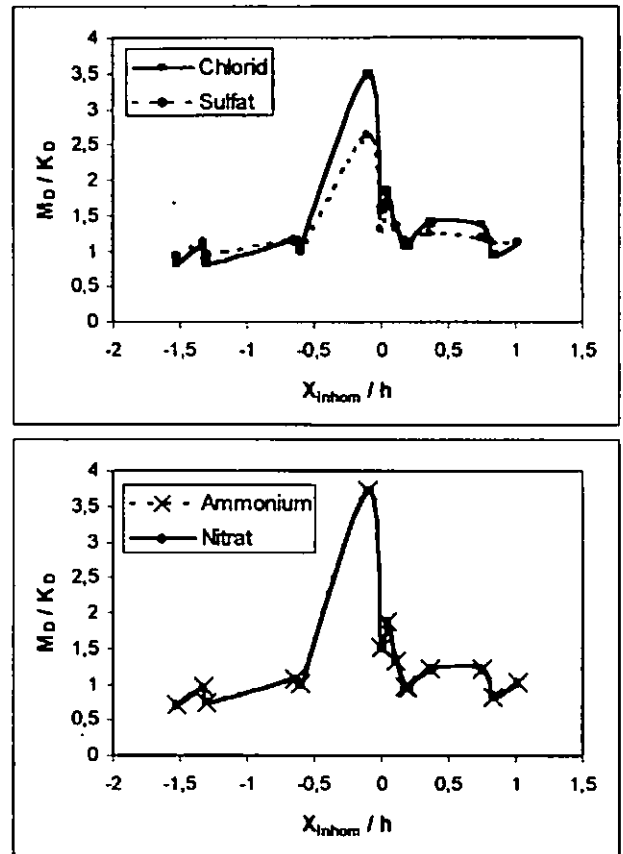 4
3,5
3
2,5
2
1,5
1
0,5
0
M_D / K_D
Chlorid
Sulfat
-2 -1,5 -1 -0,5 0 0,5 1 1,5
X_Inhom / h
4
3,5
3
2,5
2
1,5
1
0,5
0
M_D / K_D
Ammonium
Nitrat
-2 -1,5 -1 -0,5 0 0,5 1 1,5
X_Inhom / h